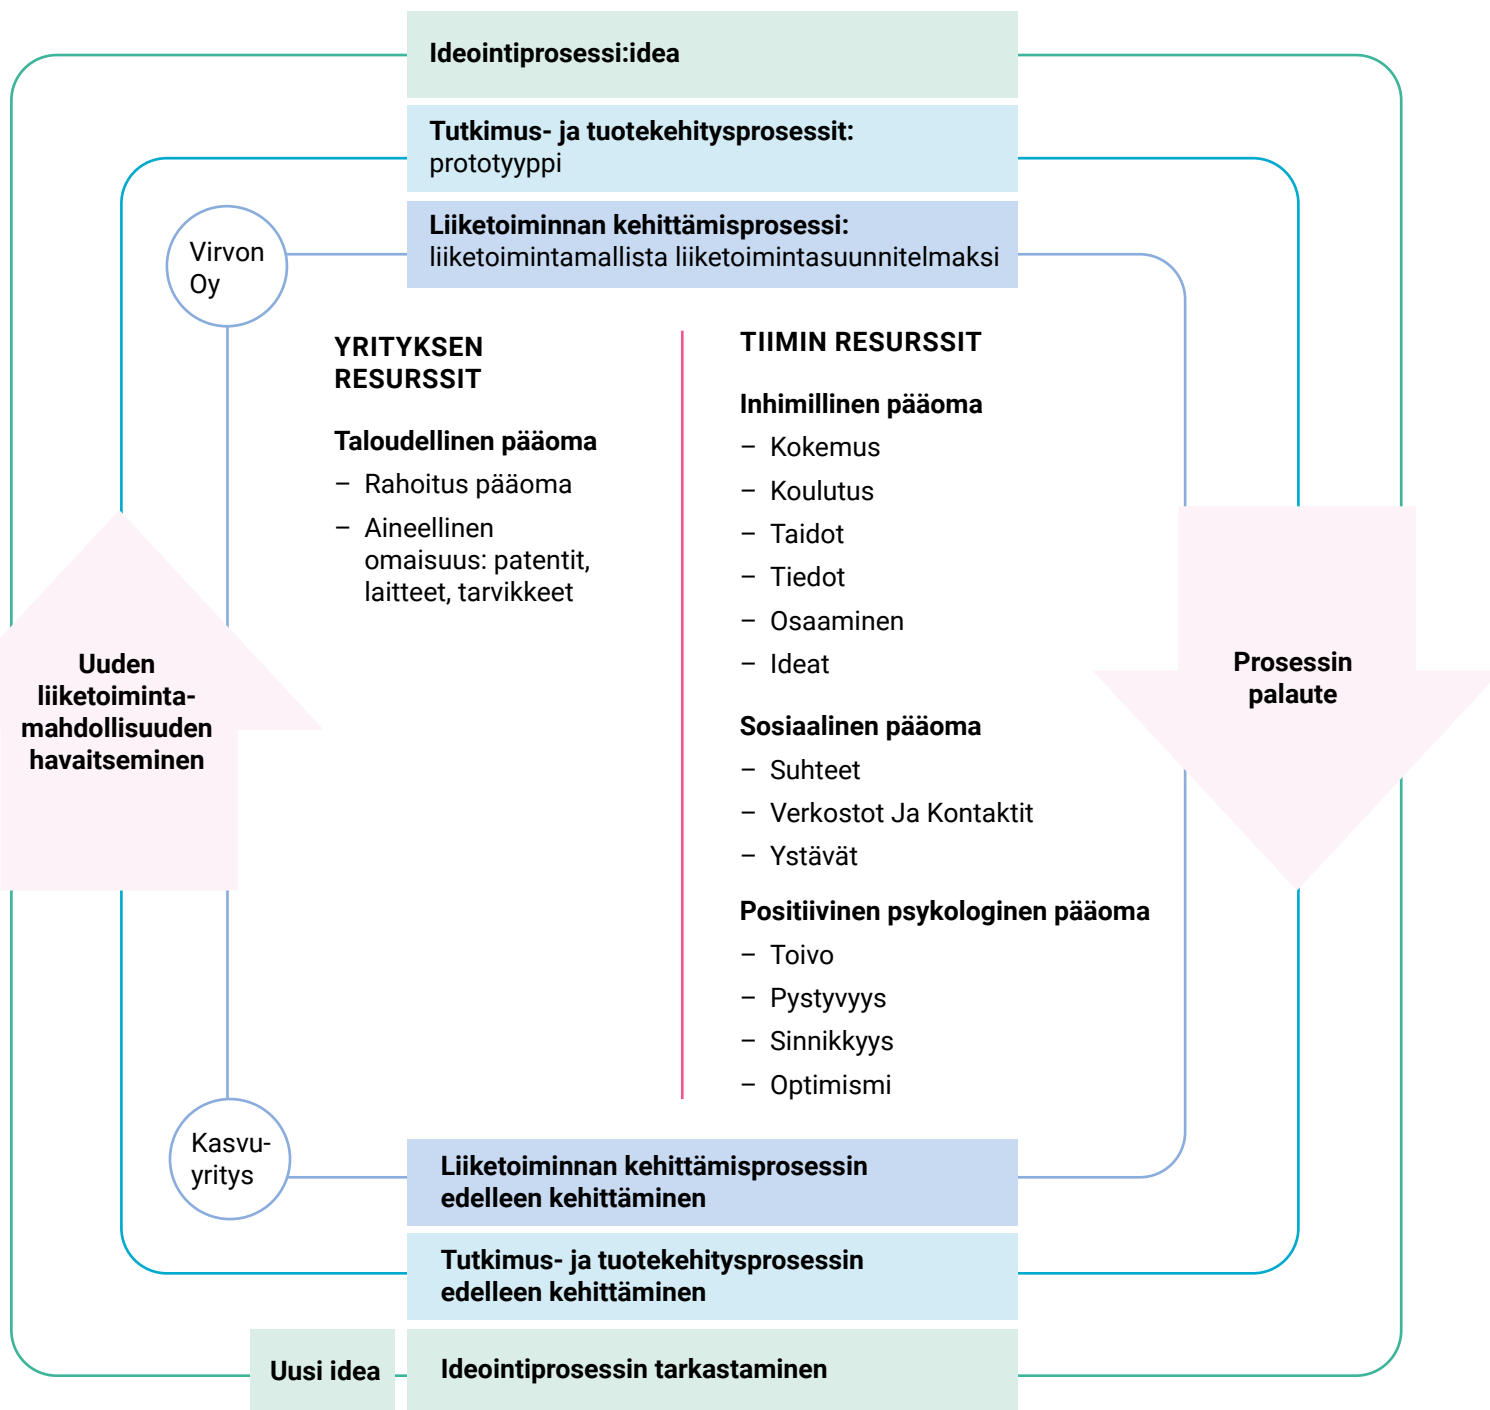 Ideointiprosessi:idea
Tutkimus- ja tuotekehitysprosessit:
prototyyppi
Liiketoiminnan kehittämisprosessi:
liiketoimintamallista liiketoimintasuunnitelmaksi
Virvon
Oy
YRITYKSEN
RESURSSIT
Taloudellinen pääoma
– Rahoitus pääoma
– Aineellinen
omaisuus: patentit,
laitteet, tarvikkeet
TIIMIN RESURSSIT
Inhimillinen pääoma
– Kokemus
– Koulutus
– Taidot
– Tiedot
– Osaaminen
– Ideat
Sosiaalinen pääoma
– Suhteet
– Verkostot Ja Kontaktit
– Ystävät
Positiivinen psykologinen pääoma
– Toivo
– Pystyvyys
– Sinnikkyys
– Optimismi
Uuden
liiketoiminta-
mahdollisuuden
havaitseminen
Prosessin
palaute
Kasvu-
yritys
Liiketoiminnan kehittämisprosessin
edelleen kehittäminen
Tutkimus- ja tuotekehitysprosessin
edelleen kehittäminen
Uusi idea
Ideointiprosessin tarkastaminen